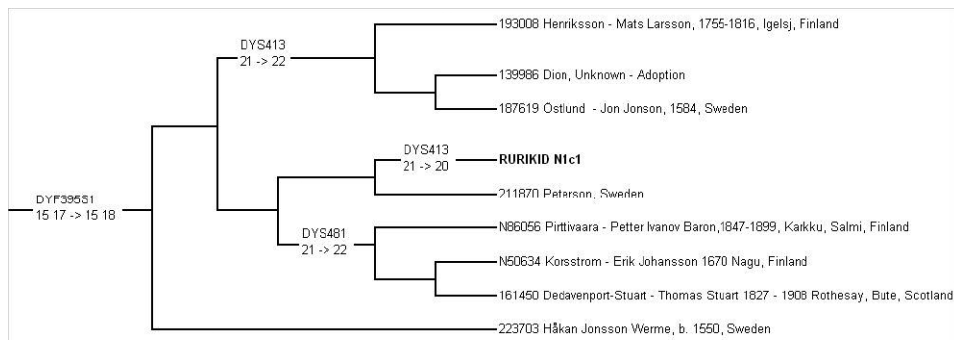 193008 Henriksson - Mats Larsson, 1755-1816, Igelsj, Finland
DYS413
21 -> 22
139986 Dion, Unknown - Adoption
187619 Ostlund - Jon Jonson, 1584, Sweden
DYS413
21 -> 20
RURIKID N1c1
DYF395S1
15 17 -> 15 18
211870 Peterson, Sweden
DYS481
21 -> 22
N86056 Pirttivaara - Petter Ivanov Baron,1847-1899, Karkku, Salmi, Finland
N50634 Korsstrom - Erik Johansson 1670 Nagu, Finland
161450 Dedavenport-Stuart - Thomas Stuart 1827 - 1908 Rothesay, Bute, Scotland
223703 Håkan Jonsson Werme, b. 1550, Sweden